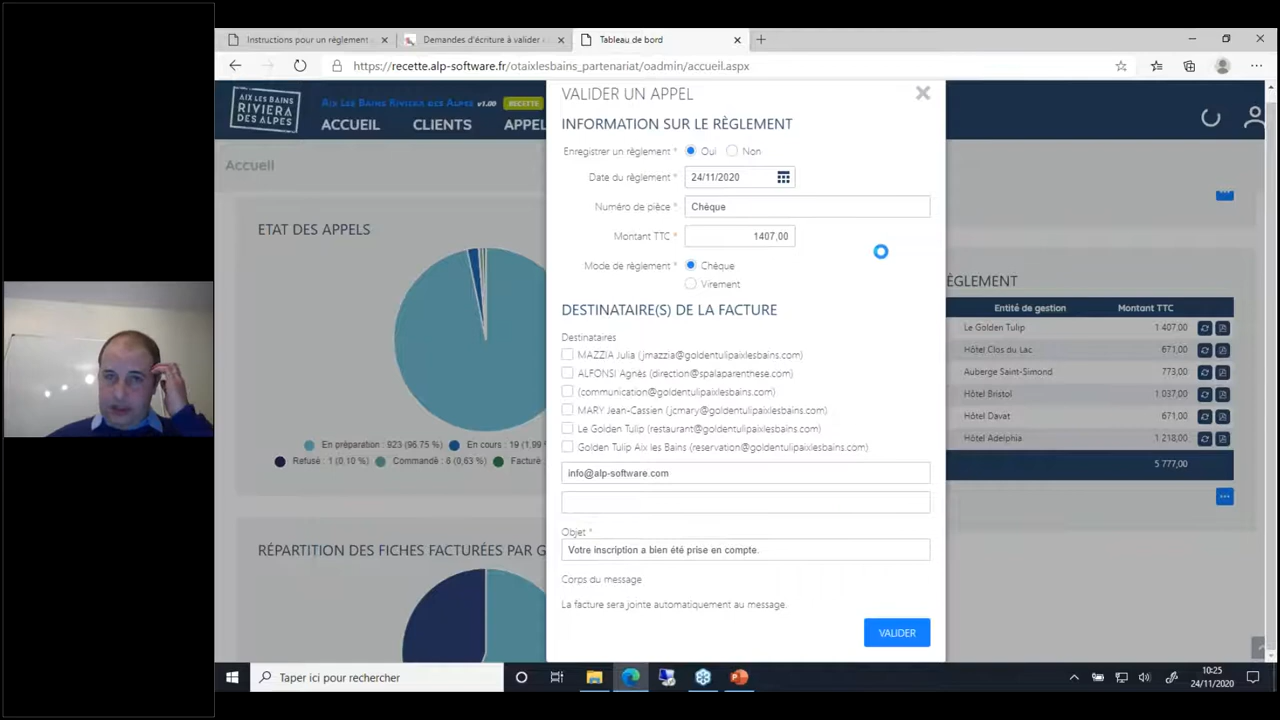 Instructions pour un règlement
Demandes d'écriture à valider
Tableau de bord
https://recette.alp-software.fr/otaixlesbains_partenariat/oadmin/accueil.aspx
AIX LES BAINS
RIVIERA
DES ALPES
Aix Les Bains Riviera des Alpes v1.00 RECETTE
ACCUEIL CLIENTS APPEL
Accueil
VALIDER UN APPEL
INFORMATION SUR LE RÈGLEMENT
Enregistrer un règlement * Oui Non
Date du règlement * 24/11/2020
Numéro de pièce * Chèque
Montant TTC * 1407,00
Mode de règlement * Chèque
Virement
DESTINATAIRE(S) DE LA FACTURE
Destinataires
MAZZIA Julia (jmazzia@goldentulipaixlesbains.com)
ALFONSI Agnès (direction@spalaparenthese.com)
(communication@goldentulipaixlesbains.com)
MARY Jean-Cassien (jcmary@goldentulipaixlesbains.com)
Le Golden Tulip (restaurant@goldentulipaixlesbains.com)
Golden Tulip Aix les Bains (reservation@goldentulipaixlesbains.com)
info@alp-software.com
Objet *
Votre inscription a bien été prise en compte.
Corps du message
La facture sera jointe automatiquement au message.
VALIDER
ETAT DES APPELS
En préparation : 923 (96.75 %) En cours : 19 (1.99
Refusé : 1 (0,10 %) Commandé : 6 (0,63 %) Facturé
RÉPARTITION DES FICHES FACTURÉES PAR G
ÈGLEMENT
Entité de gestion Montant TTC
Le Golden Tulip 1 407,00
Hôtel Clos du Lac 671,00
Auberge Saint-Simond 773,00
Hôtel Bristol 1 037,00
Hôtel Davat 671,00
Hôtel Adelphia 1 218,00
5 777,00
Taper ici pour rechercher
10:25
24/11/2020